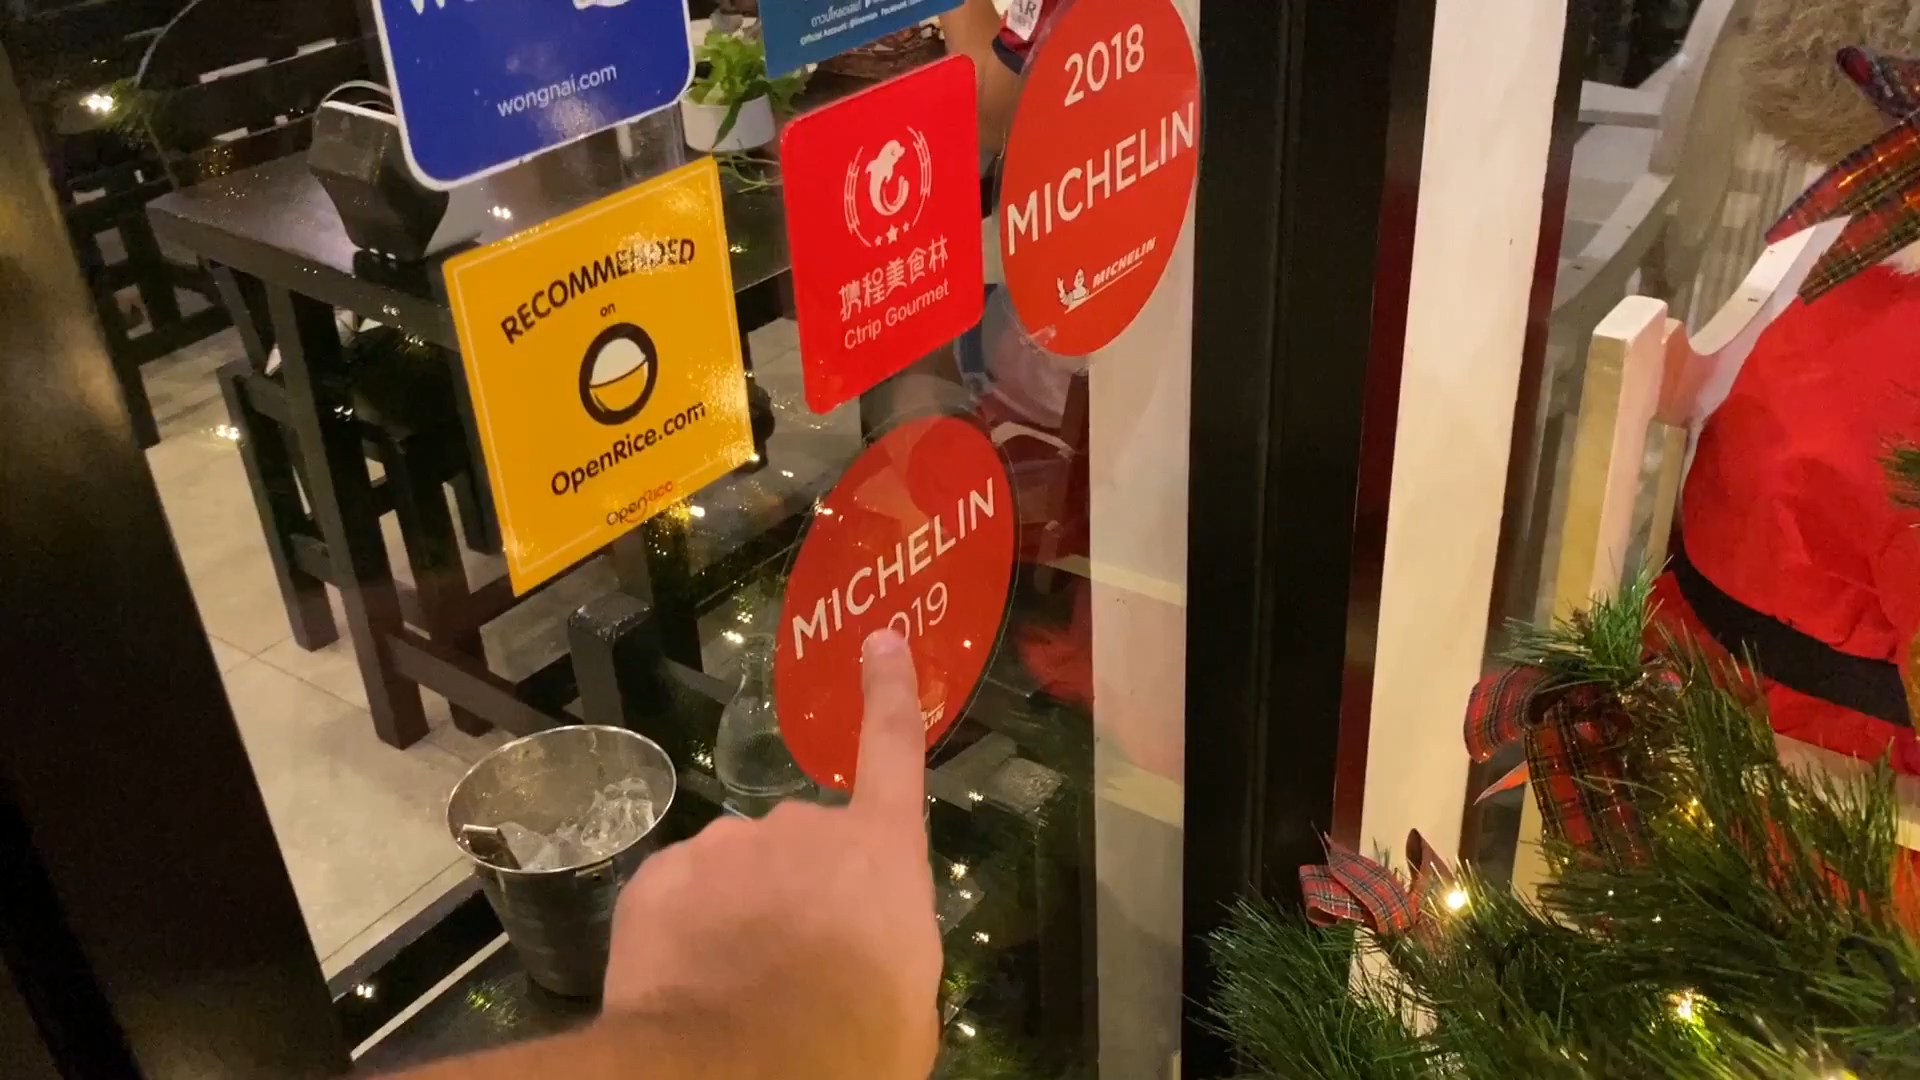 wongnai.com
RECOMMENDED
on
OpenRice.com
OpenRice
携程美食林
Ctrip Gourmet
2018
MICHELIN
MICHELIN
MICHELIN